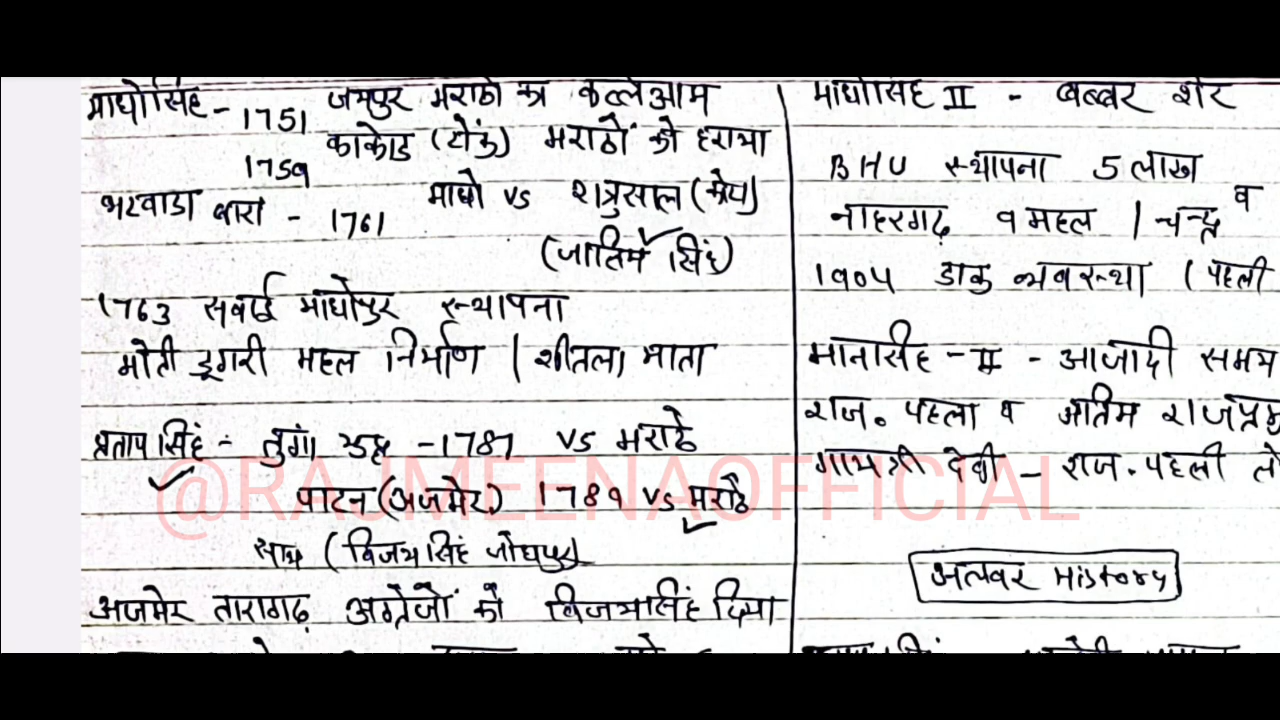 माधोसिंह - 1751 जयपुर मराठो का कत्लेआम
1759 काकोड (टोंक) मराठों को हराया
भटवाडा बारा - 1761 माधो vs शत्रुसाल (
(जालिम सिंह)
1763 सवाई माधोपुर स्थापना
मोती डूगरी महल निर्माण | शीतला माता
प्रताप सिंह - तुंगा युद्ध - 1787 vs मराठे
पाटन (अजमेर) 1789 vs मराठे
साथ (विजयसिंह जोधपुर)
अजमेर तारागढ़ अग्रेजों को विजयसिंह दिया
माधोसिंह II - बब्बर शेर
BHU स्थापना 5 लाख
नाहरगढ़ 9 महल | चन्द्र व
1904 डाक व्यवस्था (पहली
मानसिंह - II - आजादी समय
राज. पहला व अंतिम राजप्रमु
गायत्री देवी - राज. पहली लो
अलवर History
@RAJMEENAOFFICIAL